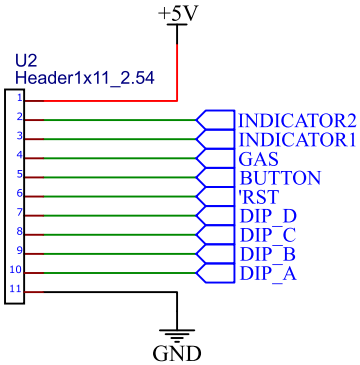 +5V
U2
Header1x11_2.54
1
2 INDICATOR2
3 INDICATOR1
4 GAS
5 BUTTON
6 'RST
7 DIP_D
8 DIP_C
9 DIP_B
10 DIP_A
11
GND